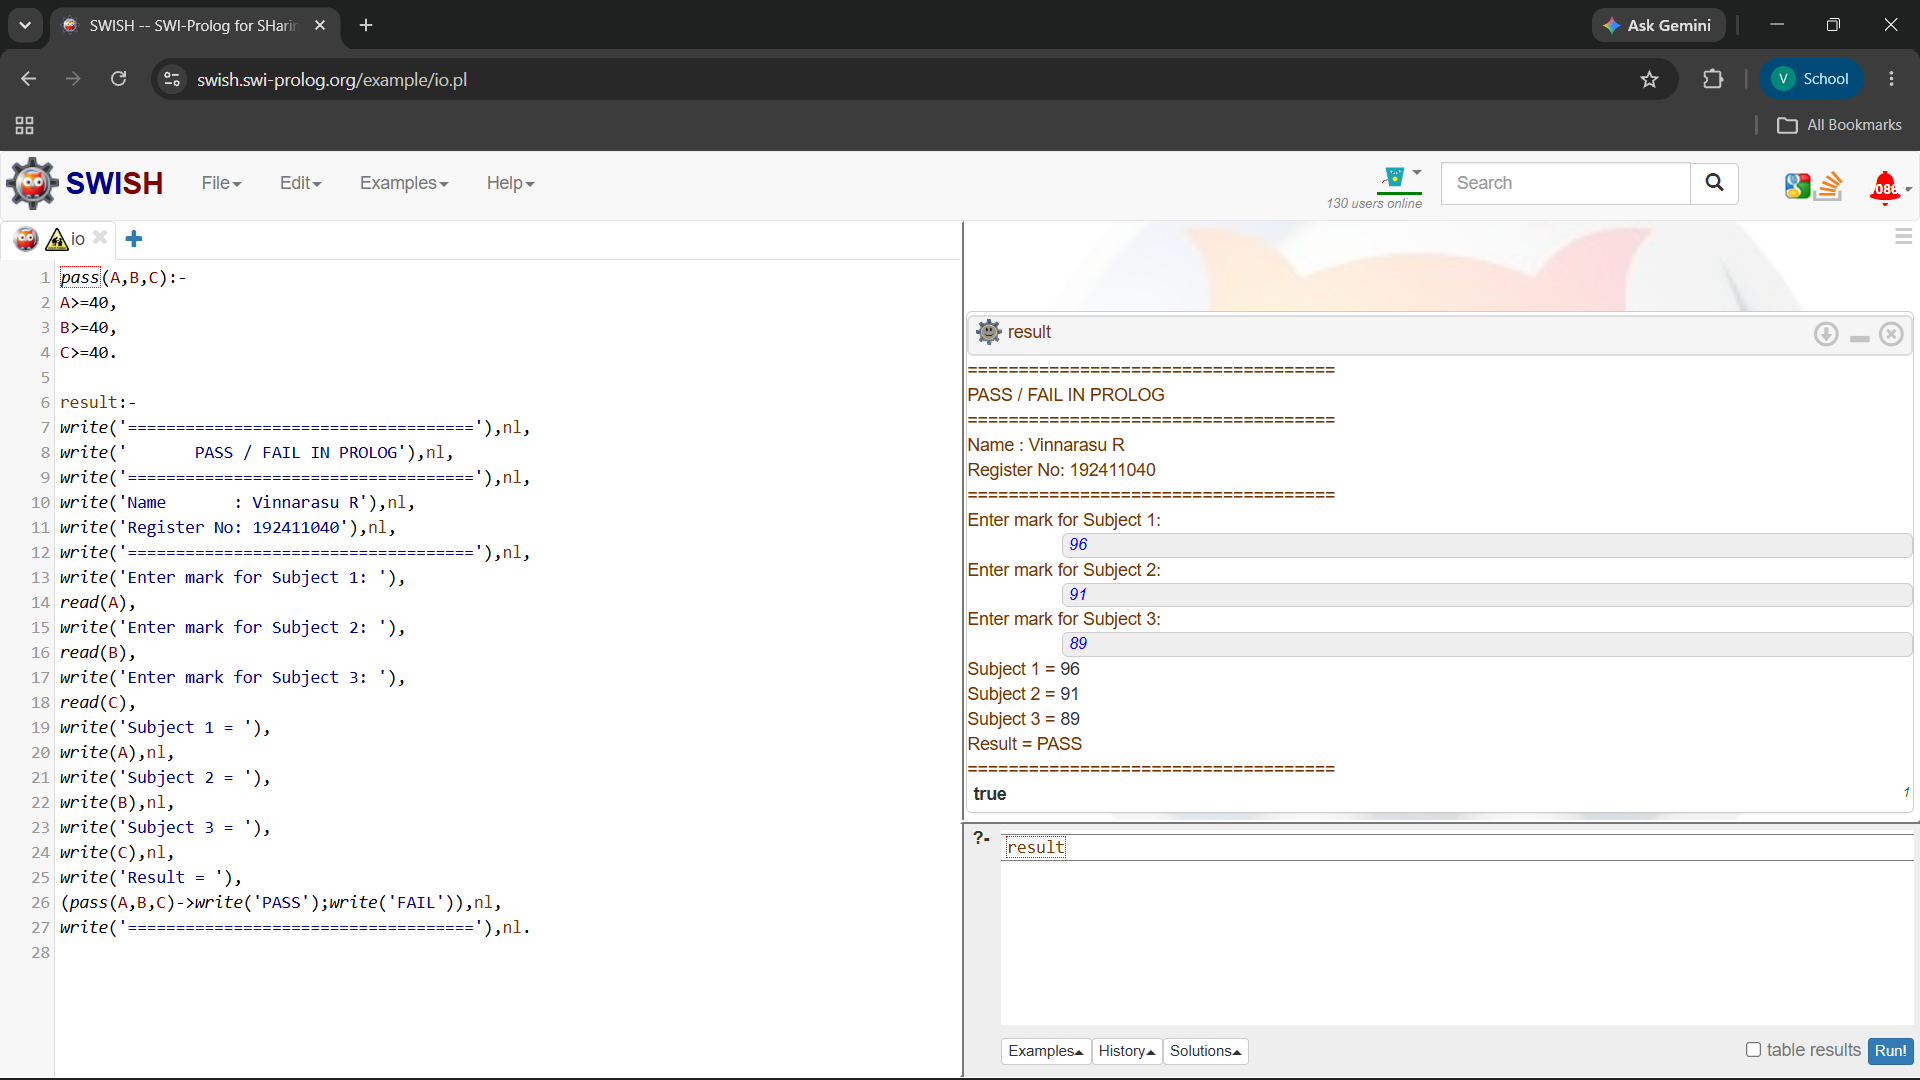 SWISH -- SWI-Prolog for SHarin
Ask Gemini
swish.swi-prolog.org/example/io.pl
V School
All Bookmarks
SWISH
File Edit Examples Help
130 users online
Search
086
io
1 pass(A,B,C):-
2 A>=40,
3 B>=40,
4 C>=40.
5
6 result:-
7 write('===================================='),nl,
8 write('       PASS / FAIL IN PROLOG'),nl,
9 write('===================================='),nl,
10 write('Name       : Vinnarasu R'),nl,
11 write('Register No: 192411040'),nl,
12 write('===================================='),nl,
13 write('Enter mark for Subject 1: '),
14 read(A),
15 write('Enter mark for Subject 2: '),
16 read(B),
17 write('Enter mark for Subject 3: '),
18 read(C),
19 write('Subject 1 = '),
20 write(A),nl,
21 write('Subject 2 = '),
22 write(B),nl,
23 write('Subject 3 = '),
24 write(C),nl,
25 write('Result = '),
26 (pass(A,B,C)->write('PASS');write('FAIL')),nl,
27 write('===================================='),nl.
28
result
====================================
PASS / FAIL IN PROLOG
====================================
Name : Vinnarasu R
Register No: 192411040
====================================
Enter mark for Subject 1:
96
Enter mark for Subject 2:
91
Enter mark for Subject 3:
89
Subject 1 = 96
Subject 2 = 91
Subject 3 = 89
Result = PASS
====================================
true 1
?- result
Examples History Solutions
table results Run!